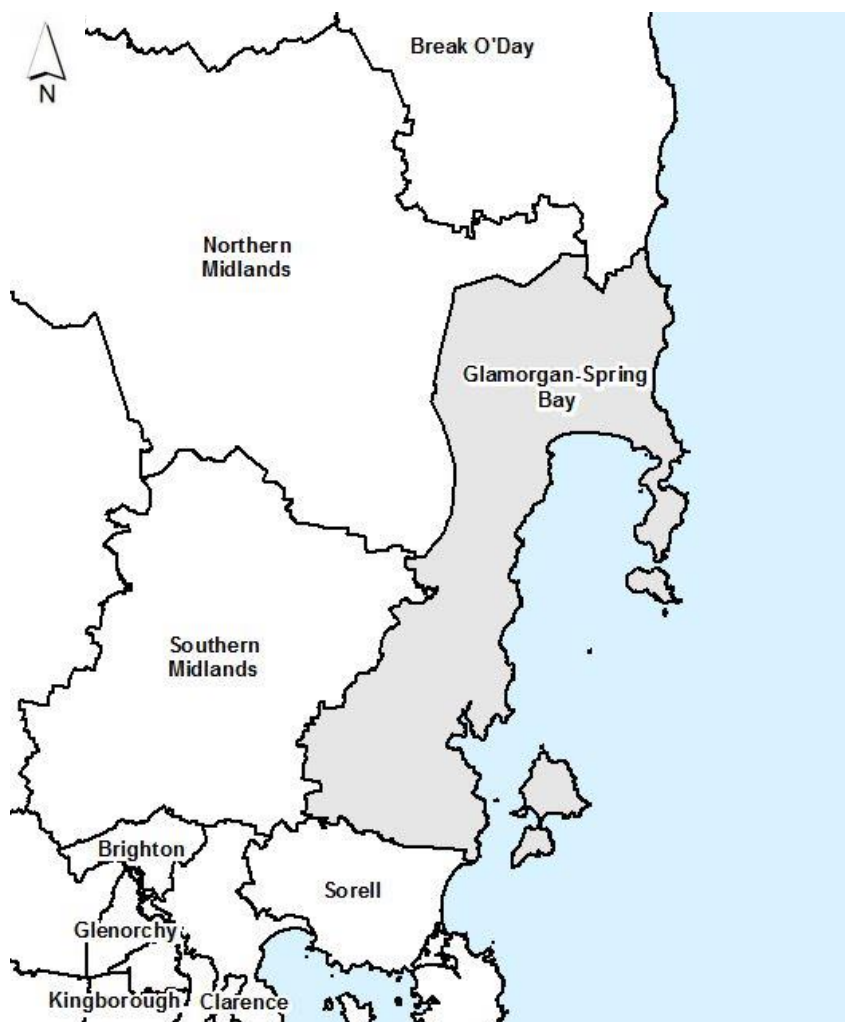 Break O'Day
N
Northern
Midlands
Glamorgan-Spring
Bay
Southern
Midlands
Brighton
Sorell
Glenorchy
Kingborough
Clarence